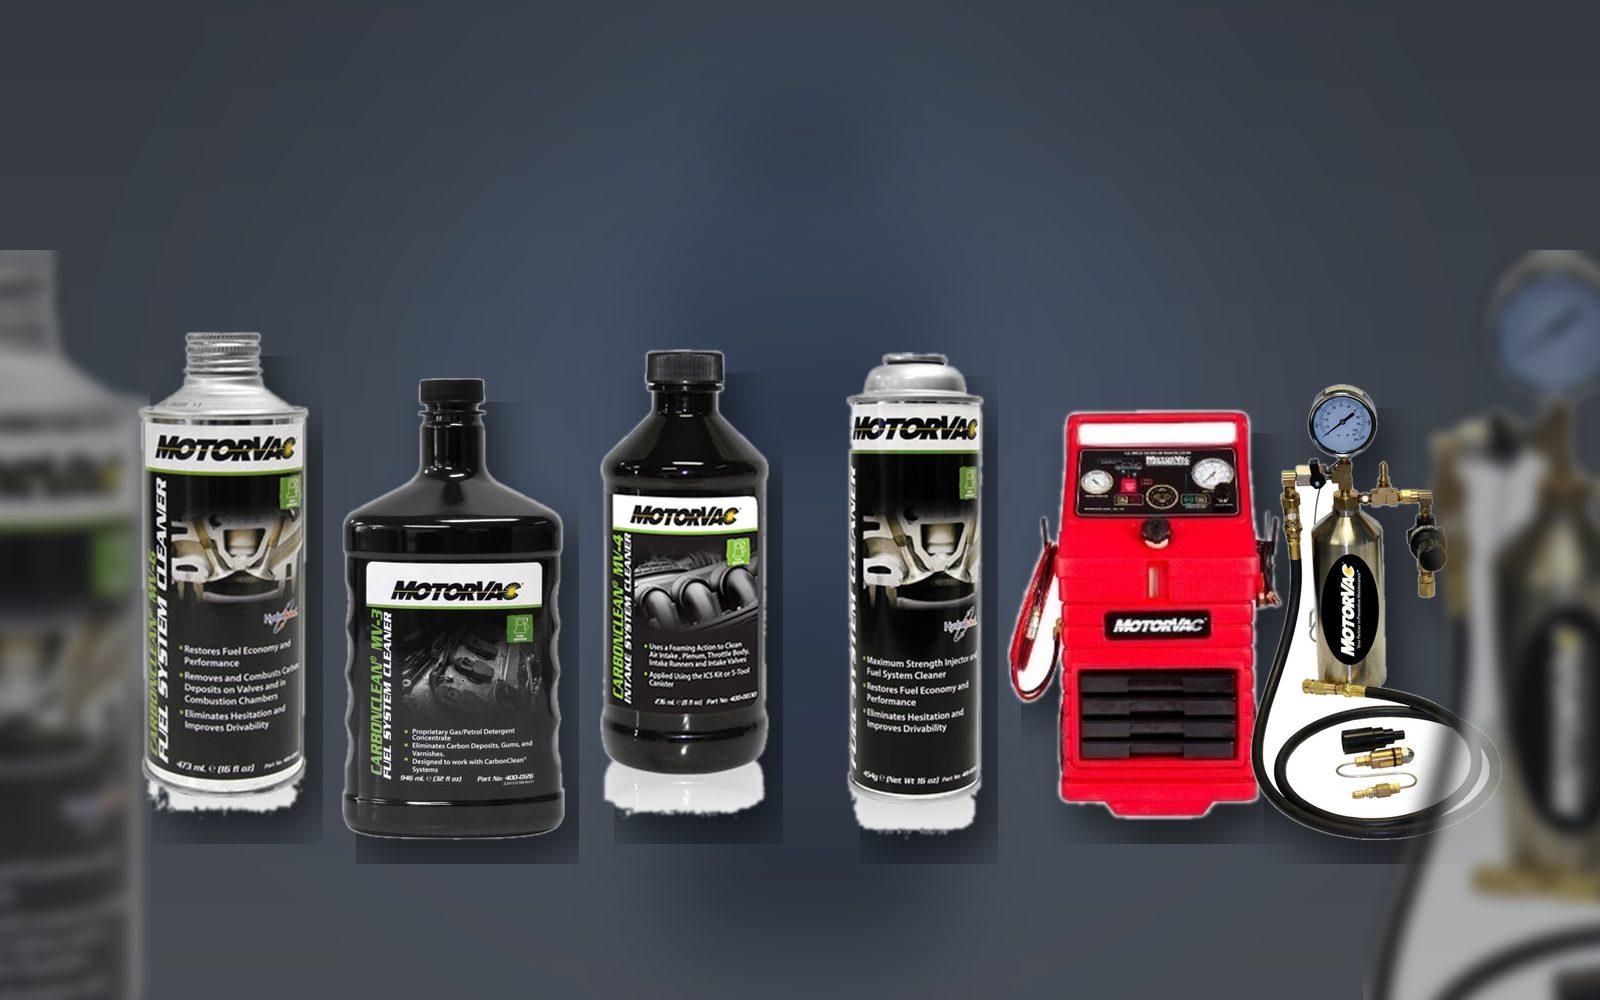 MOTORVAC
CARBONCLEAN® MV-6
FUEL SYSTEM CLEANER
Restores Fuel Economy and
Performance
Removes and Combusts Carbon
Deposits on Valves and in
Combustion Chambers
Eliminates Hesitation and
Improves Drivability
473 mL ℮ (16 fl oz)
MOTORVAC
CARBONCLEAN® MV-3
FUEL SYSTEM CLEANER
Proprietary Gas/Petrol Detergent
Concentrate
Eliminates Carbon Deposits, Gums, and
Varnishes.
Designed to work with CarbonClean®
Systems
946 mL ℮ (32 fl oz) Part No: 400-0126
MOTORVAC
CARBONCLEAN® MV-4
INTAKE SYSTEM CLEANER
Uses a Foaming Action to Clean
Air Intake, Plenum, Throttle Body,
Intake Runners and Intake Valves
Applied Using the ICS Kit or S-Tool
Canister
236 mL ℮ (8 fl oz) Part No: 400-0030
MOTORVAC
FUEL SYSTEM CLEANER
Maximum Strength Injector and
Fuel System Cleaner
Restores Fuel Economy and
Performance
Eliminates Hesitation and
Improves Drivability
454g ℮ (Net Wt 16 oz)
MOTORVAC
MOTORVAC
MOTORVAC